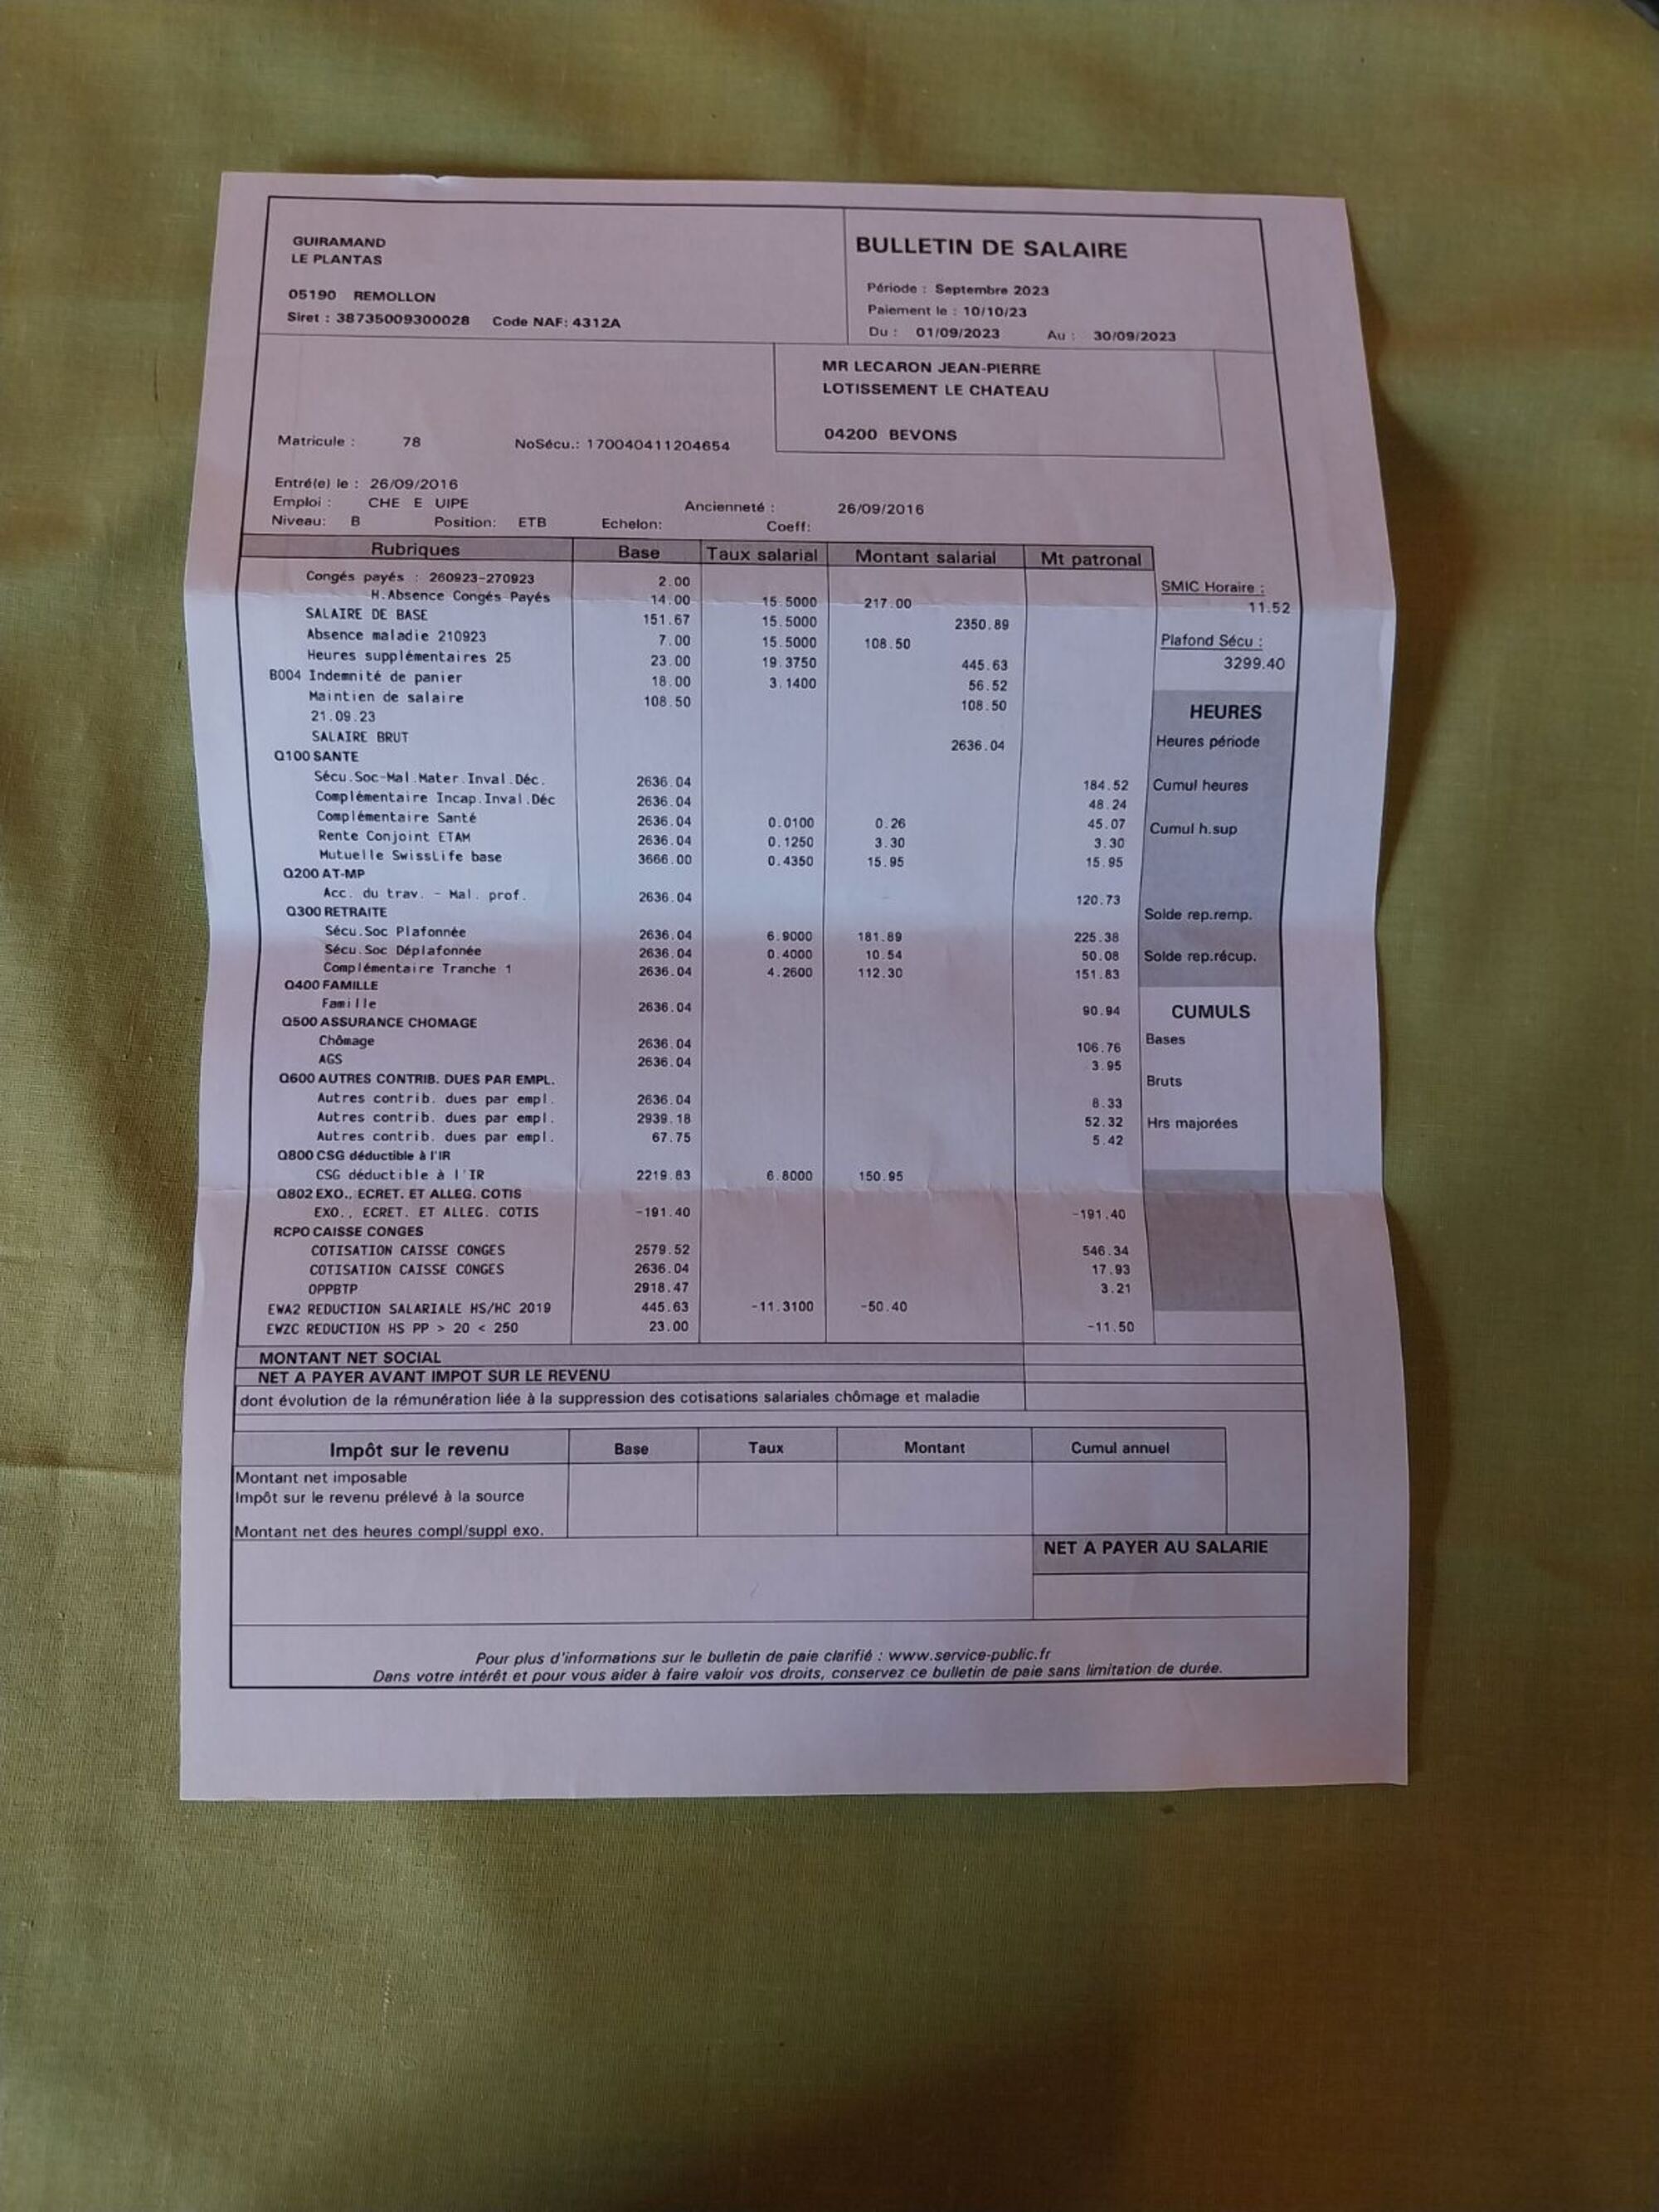 GUIRAMAND
LE PLANTAS
05190 REMOLLON
Siret : 38735009300028 Code NAF: 4312A
BULLETIN DE SALAIRE
Période : Septembre 2023
Paiement le : 10/10/23
Du : 01/09/2023 Au : 30/09/2023
MR LECARON JEAN-PIERRE
LOTISSEMENT LE CHATEAU
04200 BEVONS
Matricule : 78 NoSécu.: 170040411204654
Entré(e) le : 26/09/2016
Emploi : CHE E UIPE Ancienneté : 26/09/2016
Niveau: B Position: ETB Echelon: Coeff:
Rubriques Base Taux salarial Montant salarial Mt patronal
Congés payés : 260923-270923 2.00
H.Absence Congés Payés 14.00 15.5000 217.00
SALAIRE DE BASE 151.67 15.5000 2350.89
Absence maladie 210923 7.00 15.5000 108.50
Heures supplémentaires 25 23.00 19.3750 445.63
B004 Indemnité de panier 18.00 3.1400 56.52
Maintien de salaire 108.50 108.50
21.09.23
SALAIRE BRUT 2636.04
Q100 SANTE
Sécu.Soc-Mal.Mater.Inval.Déc. 2636.04 184.52
Complémentaire Incap.Inval.Déc 2636.04 48.24
Complémentaire Santé 2636.04 0.0100 0.26 45.07
Rente Conjoint ETAM 2636.04 0.1250 3.30 3.30
Mutuelle SwissLife base 3666.00 0.4350 15.95 15.95
Q200 AT-MP
Acc. du trav. - Mal. prof. 2636.04 120.73
Q300 RETRAITE
Sécu.Soc Plafonnée 2636.04 6.9000 181.89 225.38
Sécu.Soc Déplafonnée 2636.04 0.4000 10.54 50.08
Complémentaire Tranche 1 2636.04 4.2600 112.30 151.83
Q400 FAMILLE
Famille 2636.04 90.94
Q500 ASSURANCE CHOMAGE
Chômage 2636.04 106.76
AGS 2636.04 3.95
Q600 AUTRES CONTRIB. DUES PAR EMPL.
Autres contrib. dues par empl. 2636.04 8.33
Autres contrib. dues par empl. 2939.18 52.32
Autres contrib. dues par empl. 67.75 5.42
Q800 CSG déductible à l'IR
CSG déductible à l'IR 2219.83 6.8000 150.95
Q802 EXO., ECRET. ET ALLEG. COTIS
EXO., ECRET. ET ALLEG. COTIS -191.40 -191.40
RCPO CAISSE CONGES
COTISATION CAISSE CONGES 2579.52 546.34
COTISATION CAISSE CONGES 2636.04 17.93
OPPBTP 2918.47 3.21
EWA2 REDUCTION SALARIALE HS/HC 2019 445.63 -11.3100 -50.40
EWZC REDUCTION HS PP > 20 < 250 23.00 -11.50
SMIC Horaire :
11.52
Plafond Sécu :
3299.40
HEURES
Heures période
Cumul heures
Cumul h.sup
Solde rep.remp.
Solde rep.récup.
CUMULS
Bases
Bruts
Hrs majorées
MONTANT NET SOCIAL
NET A PAYER AVANT IMPOT SUR LE REVENU
dont évolution de la rémunération liée à la suppression des cotisations salariales chômage et maladie
Impôt sur le revenu Base Taux Montant Cumul annuel
Montant net imposable
Impôt sur le revenu prélevé à la source
Montant net des heures compl/suppl exo.
NET A PAYER AU SALARIE
Pour plus d'informations sur le bulletin de paie clarifié : www.service-public.fr
Dans votre intérêt et pour vous aider à faire valoir vos droits, conservez ce bulletin de paie sans limitation de durée.